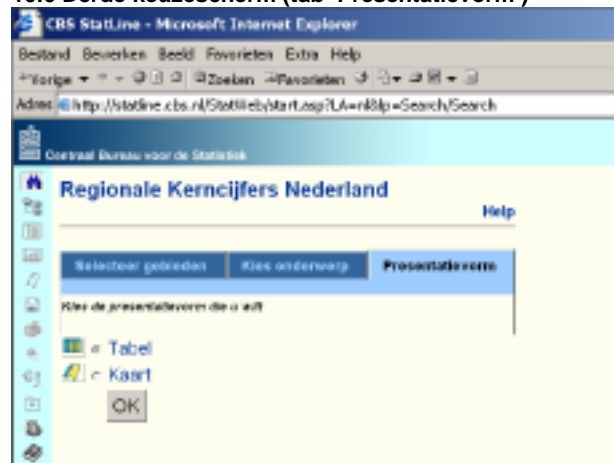 CBS StatLine - Microsoft Internet Explorer
Bestand Bewerken Beeld Favorieten Extra Help
Vorige Zoeken Favorieten
Adres http://statline.cbs.nl/StatWeb/start.asp?LA=nl&lp=Search/Search
Centraal Bureau voor de Statistiek
Regionale Kerncijfers Nederland
Help
Selecteer gebieden Kies onderwerp Presentatievorm
Kies de presentatievorm die u wilt
Tabel
Kaart
OK